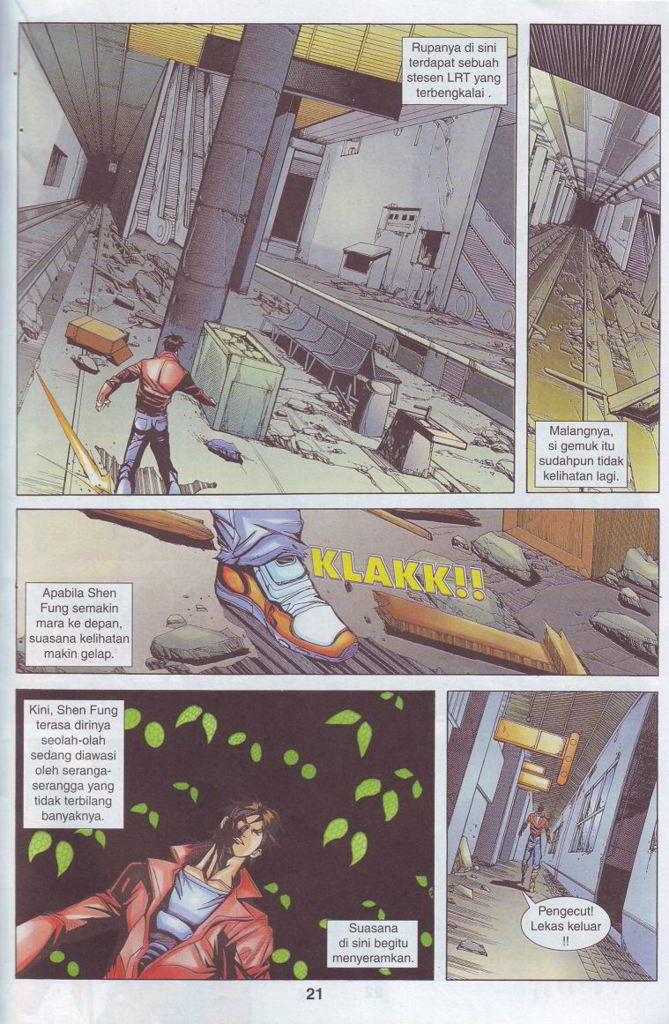 Rupanya di sini
terdapat sebuah
stesen LRT yang
terbengkalai .
Malangnya,
si gemuk itu
sudahpun tidak
kelihatan lagi.
Apabila Shen
Fung semakin
mara ke depan,
suasana kelihatan
makin gelap.
KLAKK!!
Kini, Shen Fung
terasa dirinya
seolah-olah
sedang diawasi
oleh seranga-
serangga yang
tidak terbilang
banyaknya.
Suasana
di sini begitu
menyeramkan.
Pengecut!
Lekas keluar
!!
21